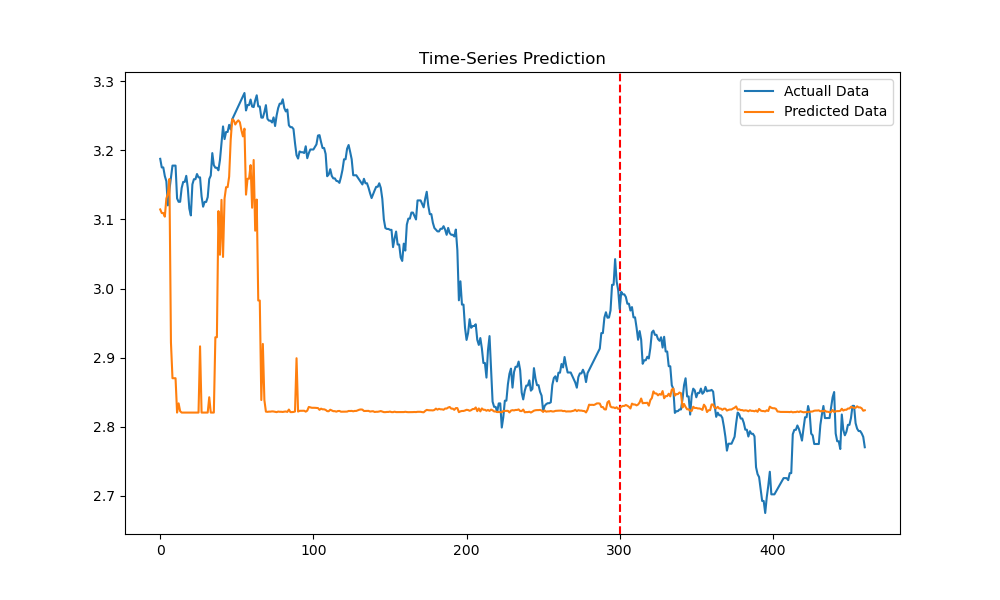 Time-Series Prediction
Actuall Data
Predicted Data
3.3
3.2
3.1
3.0
2.9
2.8
2.7
0 100 200 300 400